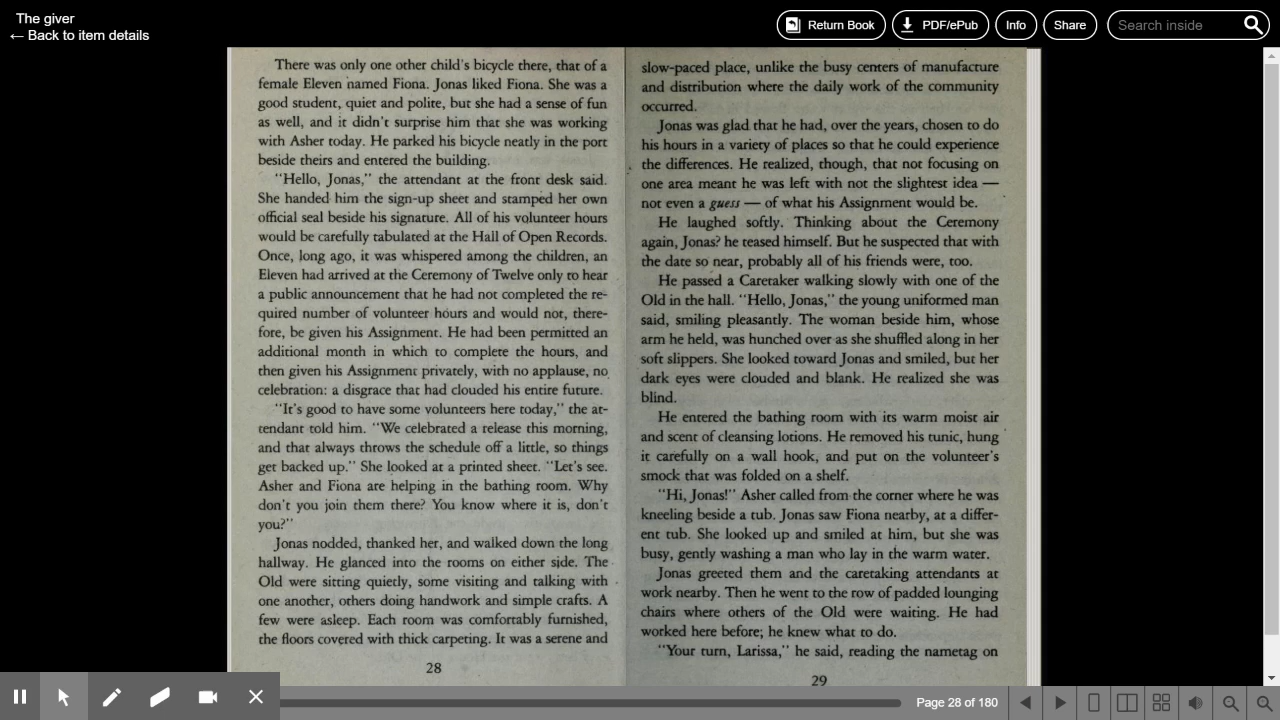 The giver
← Back to item details
Return Book
PDF/ePub
Info
Share
Search inside
There was only one other child's bicycle there, that of a
female Eleven named Fiona. Jonas liked Fiona. She was a
good student, quiet and polite, but she had a sense of fun
as well, and it didn't surprise him that she was working
with Asher today. He parked his bicycle neatly in the port
beside theirs and entered the building.
"Hello, Jonas," the attendant at the front desk said.
She handed him the sign-up sheet and stamped her own
official seal beside his signature. All of his volunteer hours
would be carefully tabulated at the Hall of Open Records.
Once, long ago, it was whispered among the children, an
Eleven had arrived at the Ceremony of Twelve only to hear
a public announcement that he had not completed the re-
quired number of volunteer hours and would not, there-
fore, be given his Assignment. He had been permitted an
additional month in which to complete the hours, and
then given his Assignment privately, with no applause, no
celebration: a disgrace that had clouded his entire future.
"It's good to have some volunteers here today," the at-
tendant told him. "We celebrated a release this morning,
and that always throws the schedule off a little, so things
get backed up." She looked at a printed sheet. "Let's see.
Asher and Fiona are helping in the bathing room. Why
don't you join them there? You know where it is, don't
you?"
Jonas nodded, thanked her, and walked down the long
hallway. He glanced into the rooms on either side. The
Old were sitting quietly, some visiting and talking with
one another, others doing handwork and simple crafts. A
few were asleep. Each room was comfortably furnished,
the floors covered with thick carpeting. It was a serene and
28
slow-paced place, unlike the busy centers of manufacture
and distribution where the daily work of the community
occurred.
Jonas was glad that he had, over the years, chosen to do
his hours in a variety of places so that he could experience
the differences. He realized, though, that not focusing on
one area meant he was left with not the slightest idea —
not even a guess — of what his Assignment would be.
He laughed softly. Thinking about the Ceremony
again, Jonas? he teased himself. But he suspected that with
the date so near, probably all of his friends were, too.
He passed a Caretaker walking slowly with one of the
Old in the hall. "Hello, Jonas," the young uniformed man
said, smiling pleasantly. The woman beside him, whose
arm he held, was hunched over as she shuffled along in her
soft slippers. She looked toward Jonas and smiled, but her
dark eyes were clouded and blank. He realized she was
blind.
He entered the bathing room with its warm moist air
and scent of cleansing lotions. He removed his tunic, hung
it carefully on a wall hook, and put on the volunteer's
smock that was folded on a shelf.
"Hi, Jonas!" Asher called from the corner where he was
kneeling beside a tub. Jonas saw Fiona nearby, at a differ-
ent tub. She looked up and smiled at him, but she was
busy, gently washing a man who lay in the warm water.
Jonas greeted them and the caretaking attendants at
work nearby. Then he went to the row of padded lounging
chairs where others of the Old were waiting. He had
worked here before; he knew what to do.
"Your turn, Larissa," he said, reading the nametag on
29
Page 28 of 180